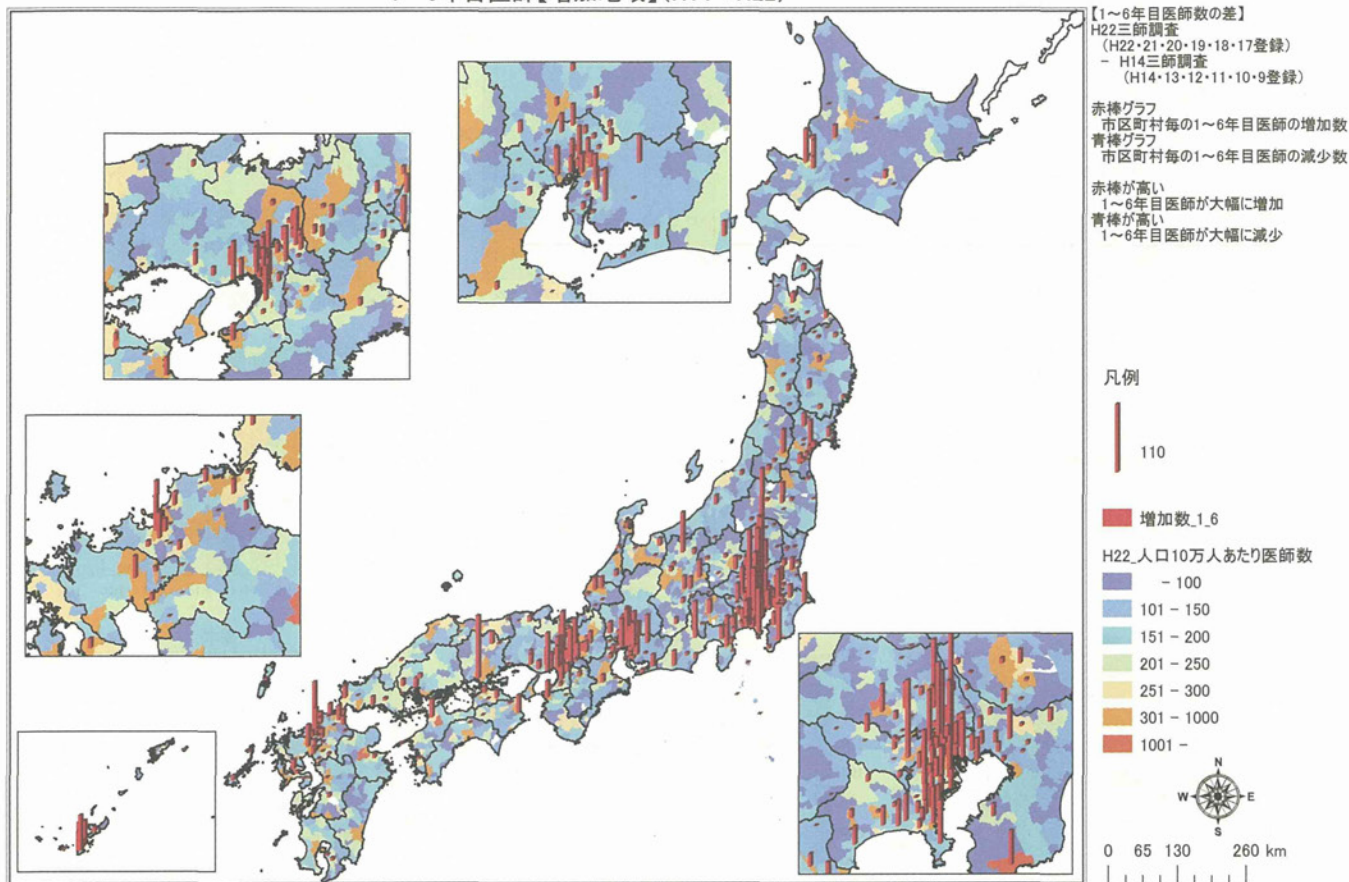 【1～6年目医師数の差】
H22三師調査
（H22・21・20・19・18・17登録）
－ H14三師調査
（H14・13・12・11・10・9登録）
赤棒グラフ
市区町村毎の1～6年目医師の増加数
青棒グラフ
市区町村毎の1～6年目医師の減少数
赤棒が高い
1～6年目医師が大幅に増加
青棒が高い
1～6年目医師が大幅に減少
凡例
110
増加数_1_6
H22_人口10万人あたり医師数
- 100
101 - 150
151 - 200
201 - 250
251 - 300
301 - 1000
1001 -
N
W E
S
0 65 130 260 km